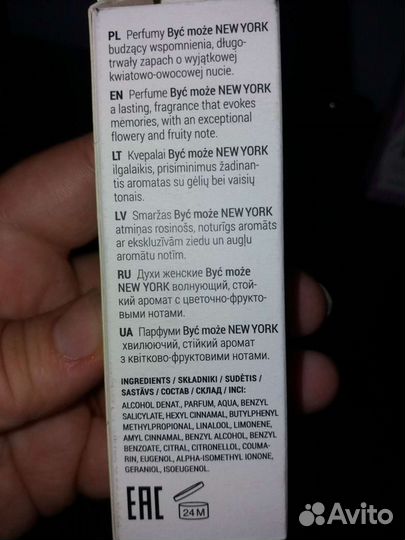 PL Perfumy Być może NEW YORK
budzący wspomnienia, długo-
trwały zapach o wyjątkowej
kwiatowo-owocowej nucie.
EN Perfume Być może NEW YORK
a lasting, fragrance that evokes
memories, with an exceptional
flowery and fruity note.
LT Kvepalai Być może NEW YORK
ilgalaikis, prisiminimus žadinan-
tis aromatas su gėlių bei vaisių
tonais.
LV Smaržas Być może NEW YORK
atmiņas rosinošs, noturīgs aromāts
ar ekskluzīvām ziedu un augļu
aromātu notīm.
RU Духи женские Być może
NEW YORK волнующий, стой-
кий аромат с цветочно-фрукто-
выми нотами.
UA Парфуми Być może NEW YORK
хвилюючий, стійкий аромат
з квітково-фруктовими нотами.
INGREDIENTS / SKŁADNIKI / SUDĖTIS /
SASTĀVS / СОСТАВ / СКЛАД / INCI:
ALCOHOL DENAT., PARFUM, AQUA, BENZYL
SALICYLATE, HEXYL CINNAMAL, BUTYLPHENYL
METHYLPROPIONAL, LINALOOL, LIMONENE,
AMYL CINNAMAL, BENZYL ALCOHOL, BENZYL
BENZOATE, CITRAL, CITRONELLOL, COUMA-
RIN, EUGENOL, ALPHA-ISOMETHYL IONONE,
GERANIOL, ISOEUGENOL.
EAC
24 M
Avito